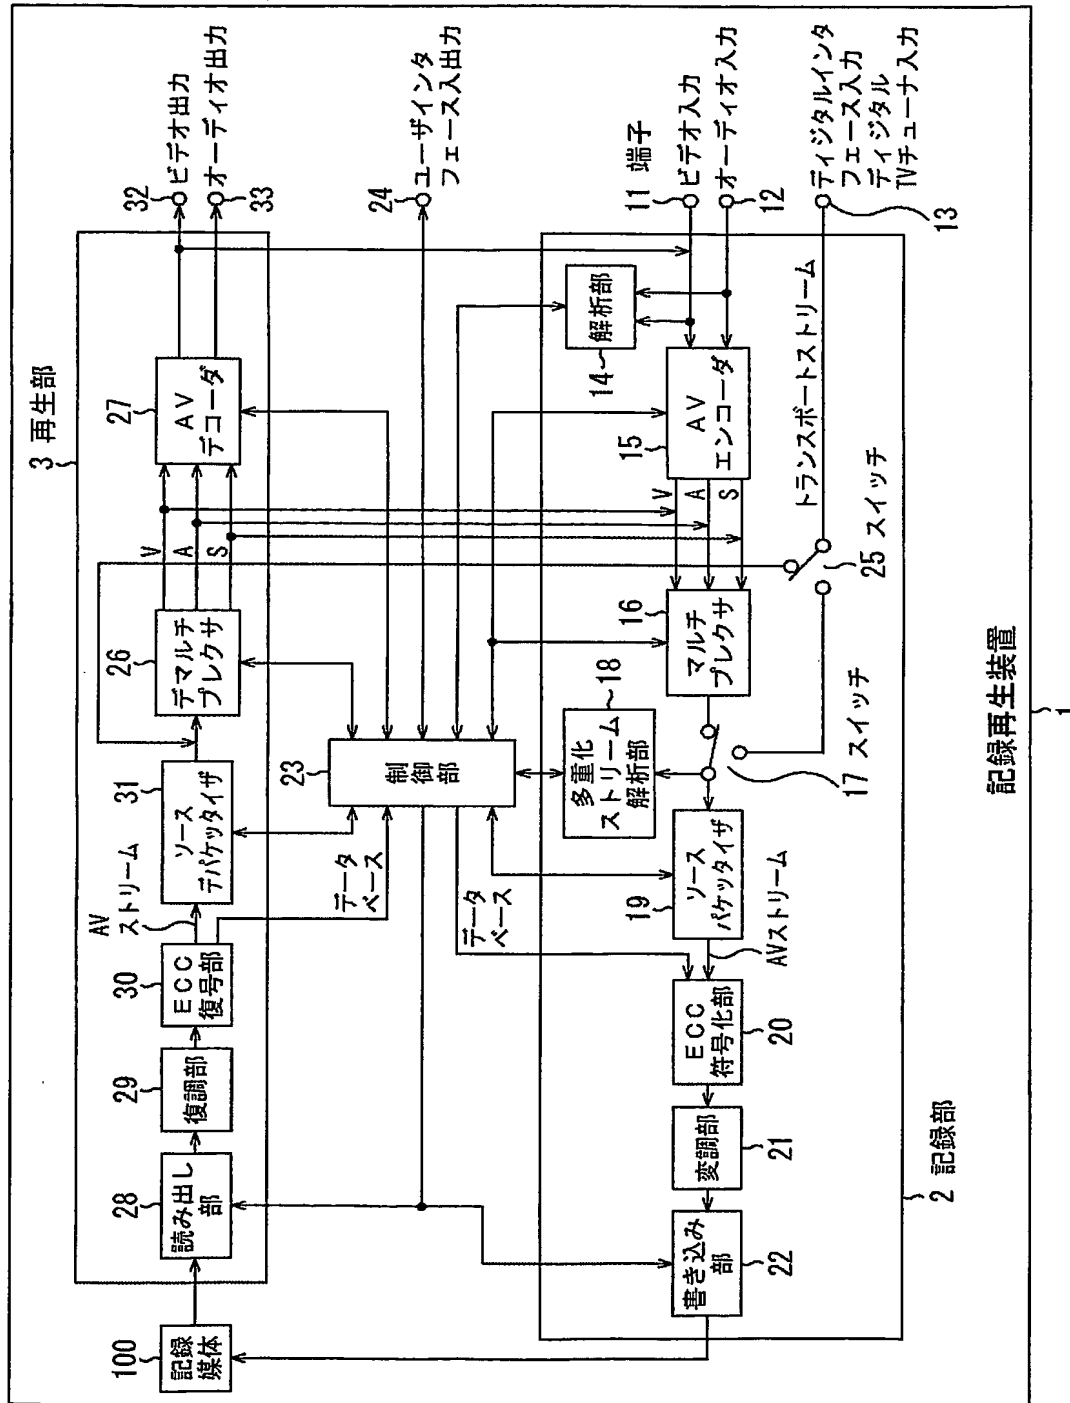 3 再生部
100
記録
媒体
28
読み出し
部
29
復調部
30
ECC
復号部
AV
ストリーム
31
ソース
デパケッタイザ
26
デマルチ
プレクサ
V
A
S
27
AV
デコーダ
32
ビデオ出力
オーディオ出力
33
データ
ベース
23
制御部
24
ユーザインタ
フェース入出力
データ
ベース
22
書き込み
部
21
変調部
20
ECC
符号化部
AVストリーム
19
ソース
パケッタイザ
18
多重化
ストリーム
解析部
17 スイッチ
16
マルチ
プレクサ
V
A
S
15
AV
エンコーダ
14
解析部
11 端子
ビデオ入力
オーディオ入力
12
トランスポートストリーム
25 スイッチ
ディジタルインタ
フェース入力
ディジタル
TVチューナ入力
13
2 記録部
記録再生装置
1